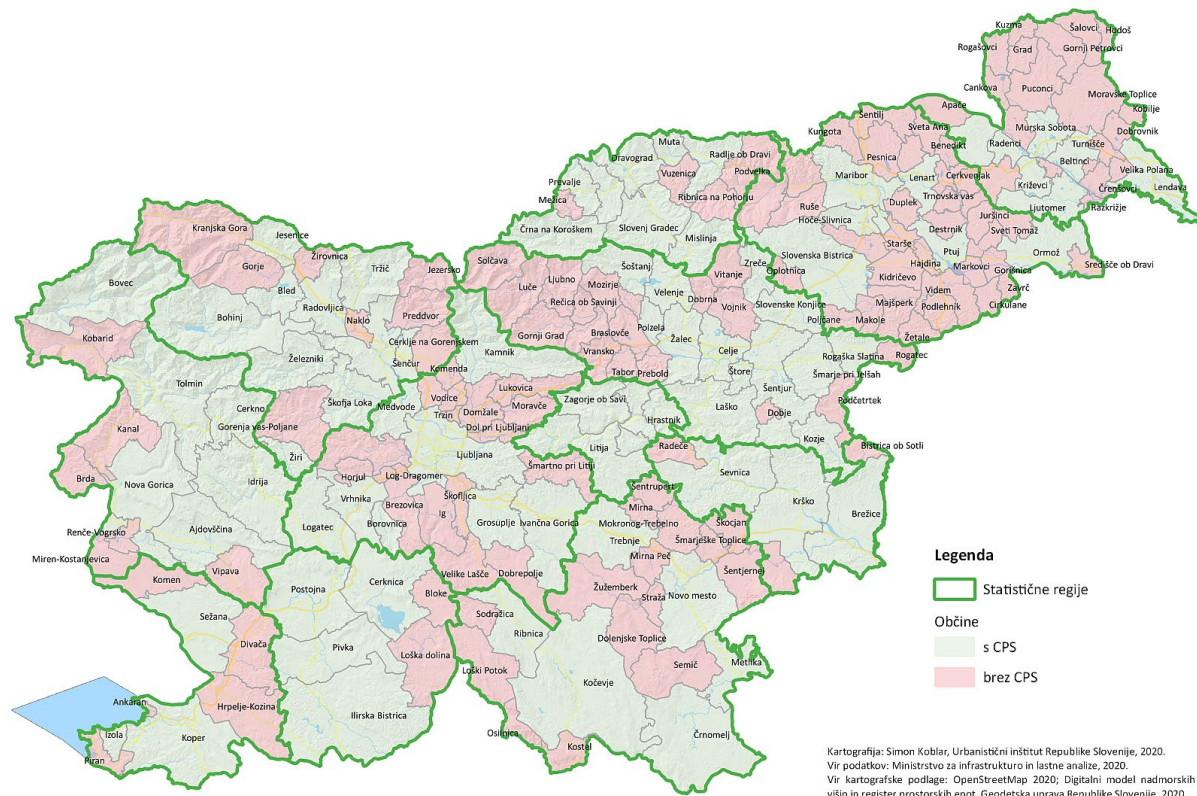 Kuzma
Šalovci
Hodoš
Rogašovci
Grad
Gornji Petrovci
Cankova
Puconci
Moravske Toplice
Kobilje
Apače
Šentilj
Kungota
Sveta Ana
Murska Sobota
Dobrovnik
Muta
Pesnica
Benedikt
Radenci
Turnišče
Dravograd
Radlje ob Dravi
Beltinci
Vuzenica
Podvelka
Maribor
Lenart
Cerkvenjak
Velika Polana
Prevalje
Križevci
Črenšovci
Lendava
Mežica
Ribnica na Pohorju
Ruše
Duplek
Trnovska vas
Ljutomer
Razkrižje
Hoče-Slivnica
Juršinci
Kranjska Gora
Črna na Koroškem
Slovenj Gradec
Destrnik
Sveti Tomaž
Jesenice
Mislinja
Starše
Ptuj
Ormož
Žirovnica
Solčava
Slovenska Bistrica
Hajdina
Gorje
Tržič
Jezersko
Šoštanj
Zreče
Markovci
Gorišnica
Središče ob Dravi
Vitanje
Oplotnica
Kidričevo
Bovec
Bled
Ljubno
Mozirje
Luče
Velenje
Videm
Zavrč
Bohinj
Radovljica
Rečica ob Savinji
Dobrna
Vojnik
Slovenske Konjice
Majšperk
Podlehnik
Cirkulane
Naklo
Preddvor
Poljčane
Makole
Kobarid
Gornji Grad
Braslovče
Polzela
Žetale
Cerklje na Gorenjskem
Žalec
Kamnik
Vransko
Celje
Rogaška Slatina
Rogatec
Železniki
Šenčur
Komenda
Tabor
Prebold
Štore
Šmarje pri Jelšah
Tolmin
Lukovica
Šentjur
Vodice
Zagorje ob Savi
Škofja Loka
Medvode
Domžale
Moravče
Laško
Podčetrtek
Cerkno
Trzin
Dobje
Kanal
Gorenja vas-Poljane
Dol pri Ljubljani
Hrastnik
Kozje
Radeče
Bistrica ob Sotli
Žiri
Ljubljana
Litija
Brda
Idrija
Horjul
Log-Dragomer
Šmartno pri Litiji
Sevnica
Nova Gorica
Šentrupert
Vrhnika
Škofljica
Krško
Brezovica
Mirna
Brežice
Logatec
Borovnica
Ig
Grosuplje
Ivančna Gorica
Mokronog-Trebelno
Škocjan
Renče-Vogrsko
Ajdovščina
Trebnje
Šmarješke Toplice
Miren-Kostanjevica
Mirna Peč
Legenda
Vipava
Velike Lašče
Dobrepolje
Šentjernej
Komen
Cerknica
Žužemberk
Postojna
Bloke
Straža
Novo mesto
Statistične regije
Sežana
Sodražica
Občine
Ribnica
Dolenjske Toplice
Divača
Pivka
s CPS
Loška dolina
Metlika
Loški Potok
Semič
brez CPS
Kočevje
Ankaran
Hrpelje-Kozina
Ilirska Bistrica
Izola
Koper
Osilnica
Črnomelj
Kostel
Piran
Kartografija: Simon Koblar, Urbanistični inštitut Republike Slovenije, 2020.
Vir podatkov: Ministrstvo za infrastrukturo in lastne analize, 2020.
Vir kartografske podlage: OpenStreetMap 2020; Digitalni model nadmorskih
višin in register prostorskih enot, Geodetska uprava Republike Slovenije, 2020.